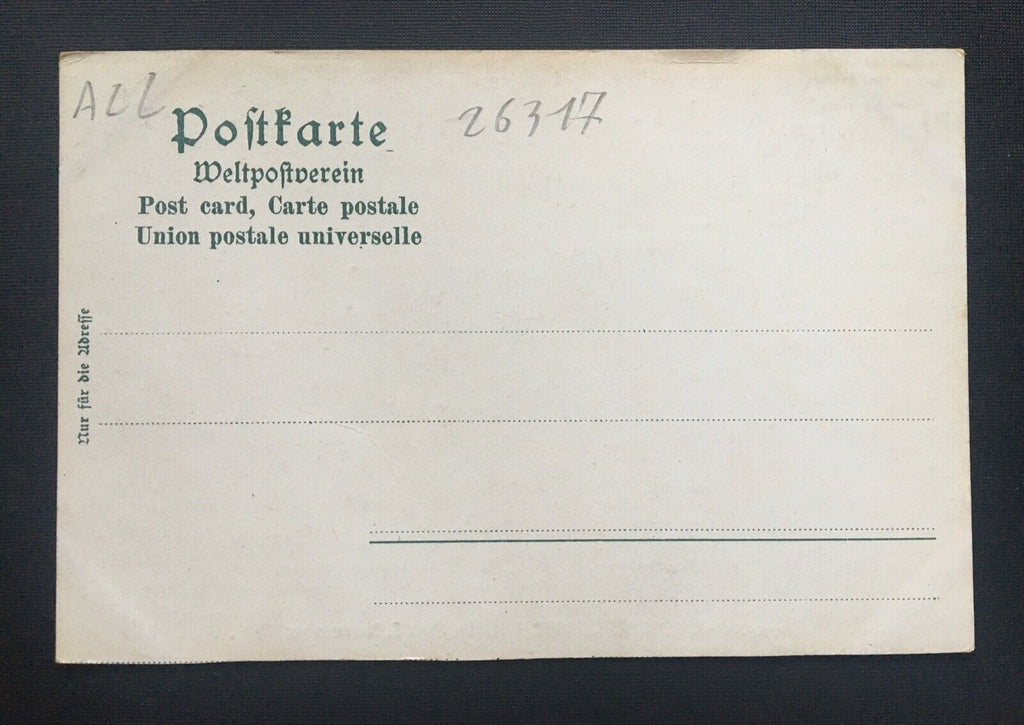 ALL
26317
Postkarte
Weltpostverein
Post card, Carte postale
Union postale universelle
Nur für die Adresse